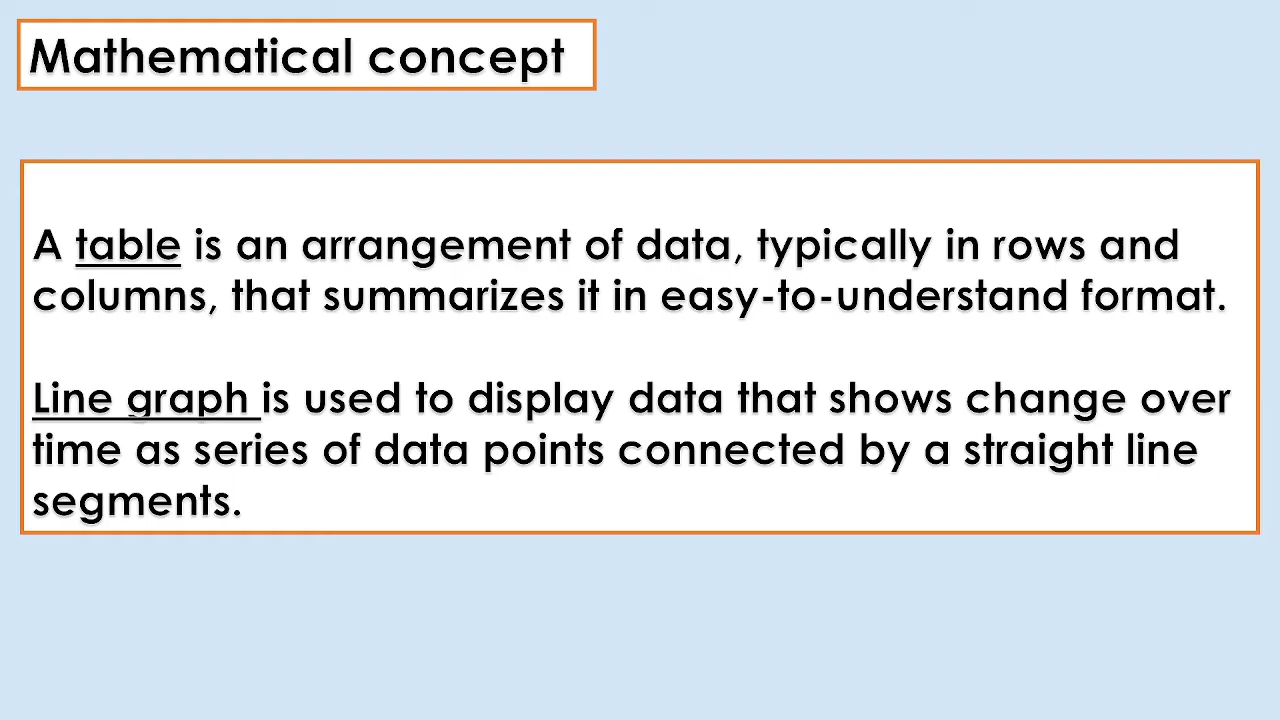 Mathematical concept
A table is an arrangement of data, typically in rows and
columns, that summarizes it in easy-to-understand format.
Line graph is used to display data that shows change over
time as series of data points connected by a straight line
segments.